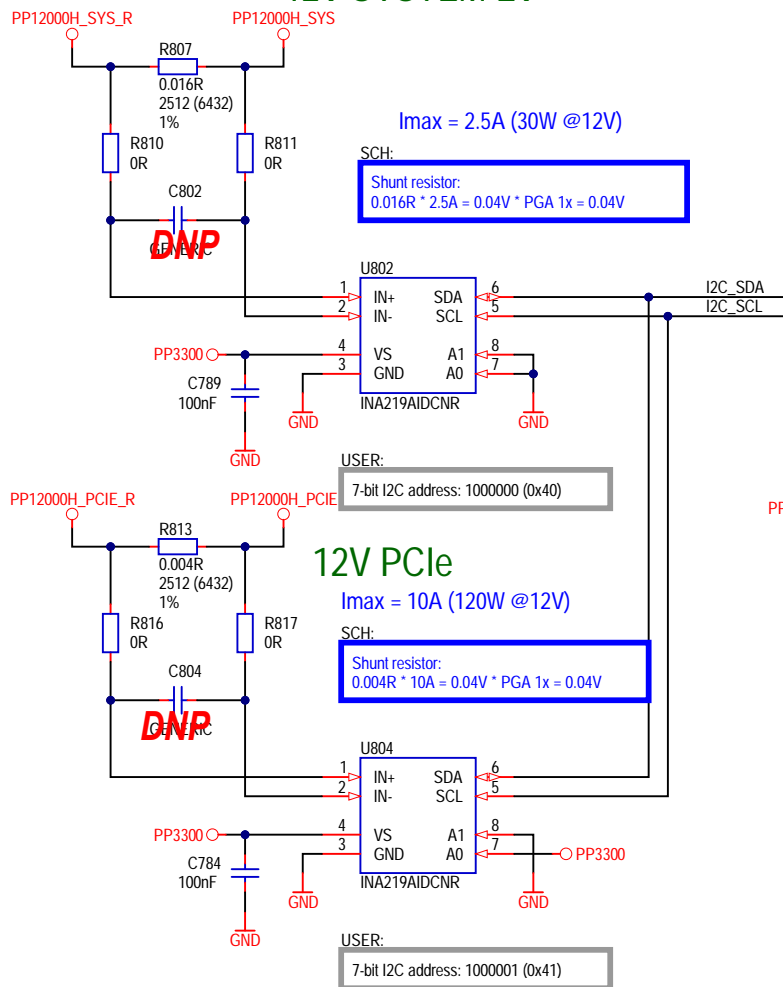 PP12000H_SYS_R
PP12000H_SYS
R807
0.016R
2512 (6432)
1%
R810
0R
R811
0R
Imax = 2.5A (30W @12V)
SCH:
Shunt resistor:
0.016R * 2.5A = 0.04V * PGA 1x = 0.04V
C802
DNP
GENERIC
U802
1 IN+ SDA 6
2 IN- SCL 5
I2C_SDA
I2C_SCL
PP3300
4 VS A1 8
3 GND A0 7
C789
100nF
INA219AIDCNR
GND
GND
GND
USER:
7-bit I2C address: 1000000 (0x40)
PP12000H_PCIE_R
PP12000H_PCIE
R813
0.004R
2512 (6432)
1%
12V PCIe
Imax = 10A (120W @12V)
R816
0R
R817
0R
SCH:
Shunt resistor:
0.004R * 10A = 0.04V * PGA 1x = 0.04V
C804
DNP
GENERIC
U804
1 IN+ SDA 6
2 IN- SCL 5
PP3300
4 VS A1 8
3 GND A0 7
PP3300
C784
100nF
INA219AIDCNR
GND
GND
GND
USER:
7-bit I2C address: 1000001 (0x41)